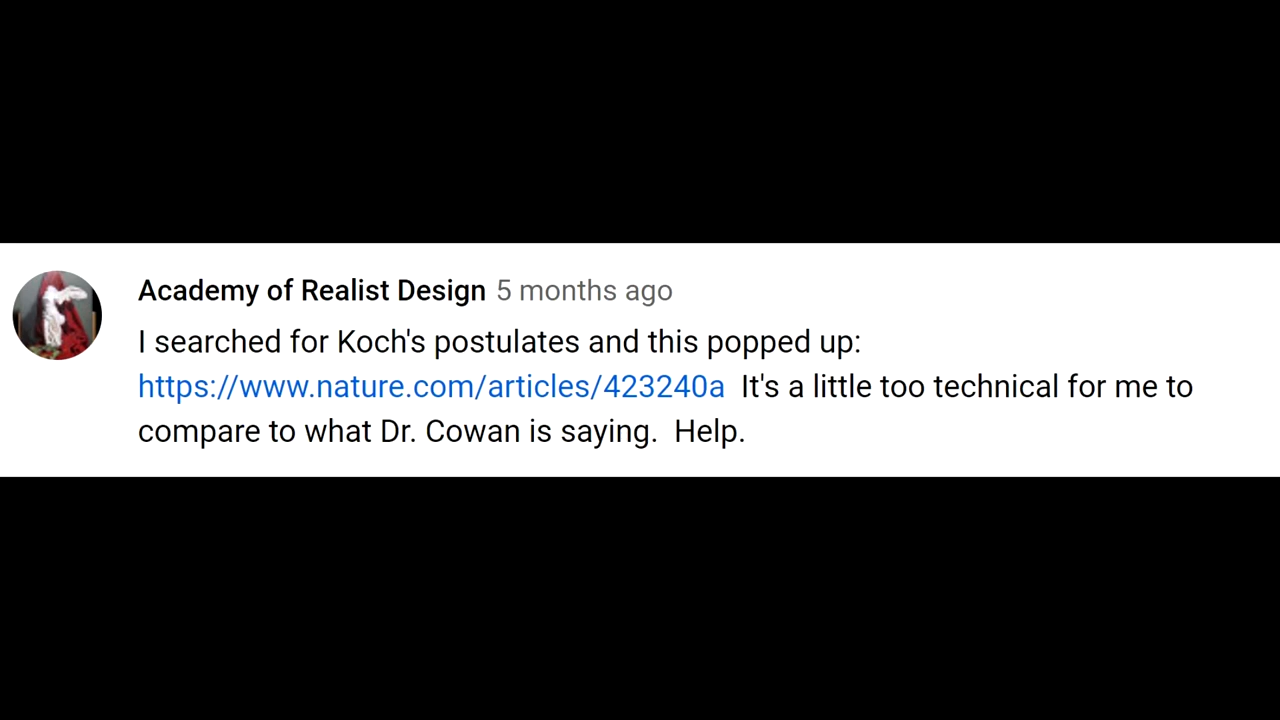 Academy of Realist Design 5 months ago
I searched for Koch's postulates and this popped up:
https://www.nature.com/articles/423240a It's a little too technical for me to
compare to what Dr. Cowan is saying. Help.